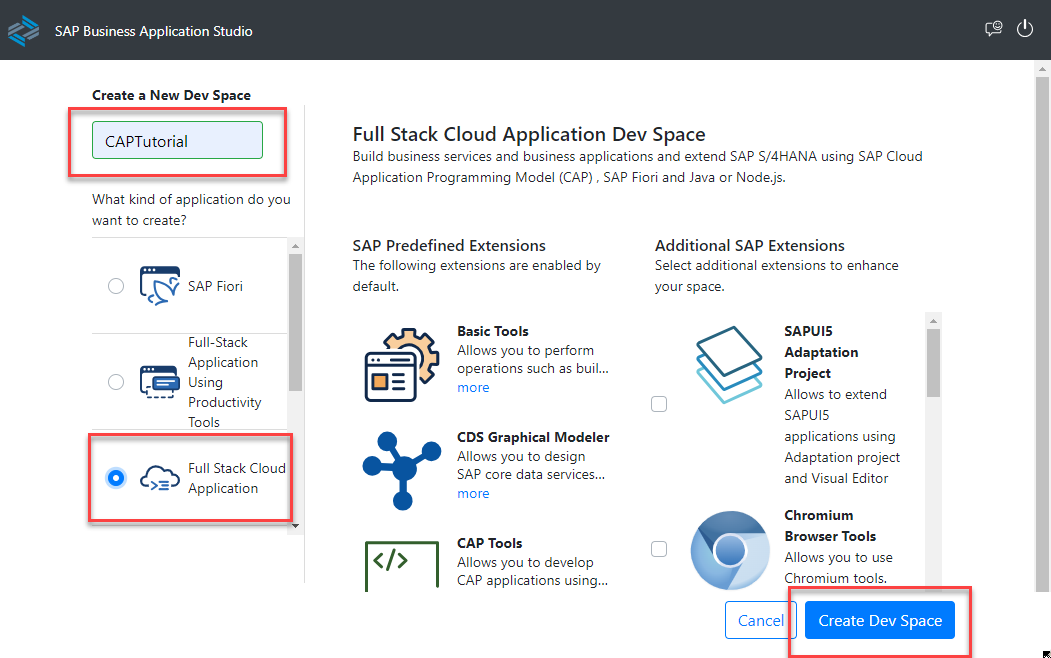 SAP Business Application Studio
Create a New Dev Space
CAPTutorial
What kind of application do you
want to create?
SAP Fiori
Full-Stack
Application
Using
Productivity
Tools
Full Stack Cloud
Application
Full Stack Cloud Application Dev Space
Build business services and business applications and extend SAP S/4HANA using SAP Cloud
Application Programming Model (CAP) , SAP Fiori and Java or Node.js.
SAP Predefined Extensions
The following extensions are enabled by
default.
Basic Tools
Allows you to perform
operations such as buil...
more
CDS Graphical Modeler
Allows you to design
SAP core data services...
more
CAP Tools
Allows you to develop
CAP applications using...
Additional SAP Extensions
Select additional extensions to enhance
your space.
SAPUI5
Adaptation
Project
Allows to extend
SAPUI5
applications using
Adaptation project
and Visual Editor
Chromium
Browser Tools
Allows you to use
Chromium tools.
Cancel
Create Dev Space